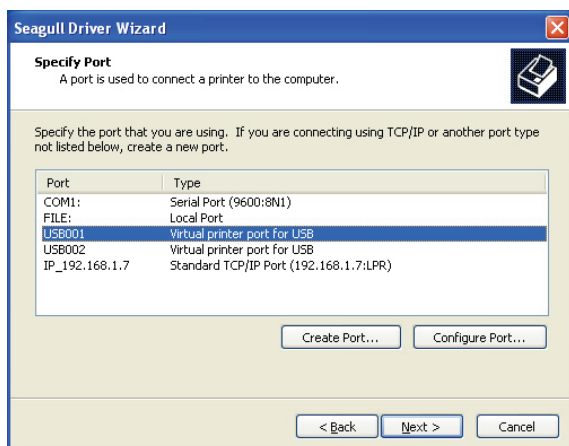 Seagull Driver Wizard
Specify Port
A port is used to connect a printer to the computer.
Specify the port that you are using. If you are connecting using TCP/IP or another port type
not listed below, create a new port.
Port Type
COM1: Serial Port (9600:8N1)
FILE: Local Port
USB001 Virtual printer port for USB
USB002 Virtual printer port for USB
IP_192.168.1.7 Standard TCP/IP Port (192.168.1.7:LPR)
Create Port... Configure Port...
< Back Next > Cancel